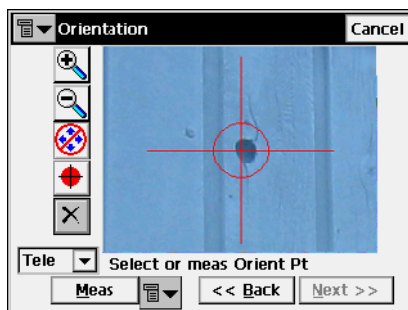 Orientation Cancel
Tele Select or meas Orient Pt
Meas << Back Next >>